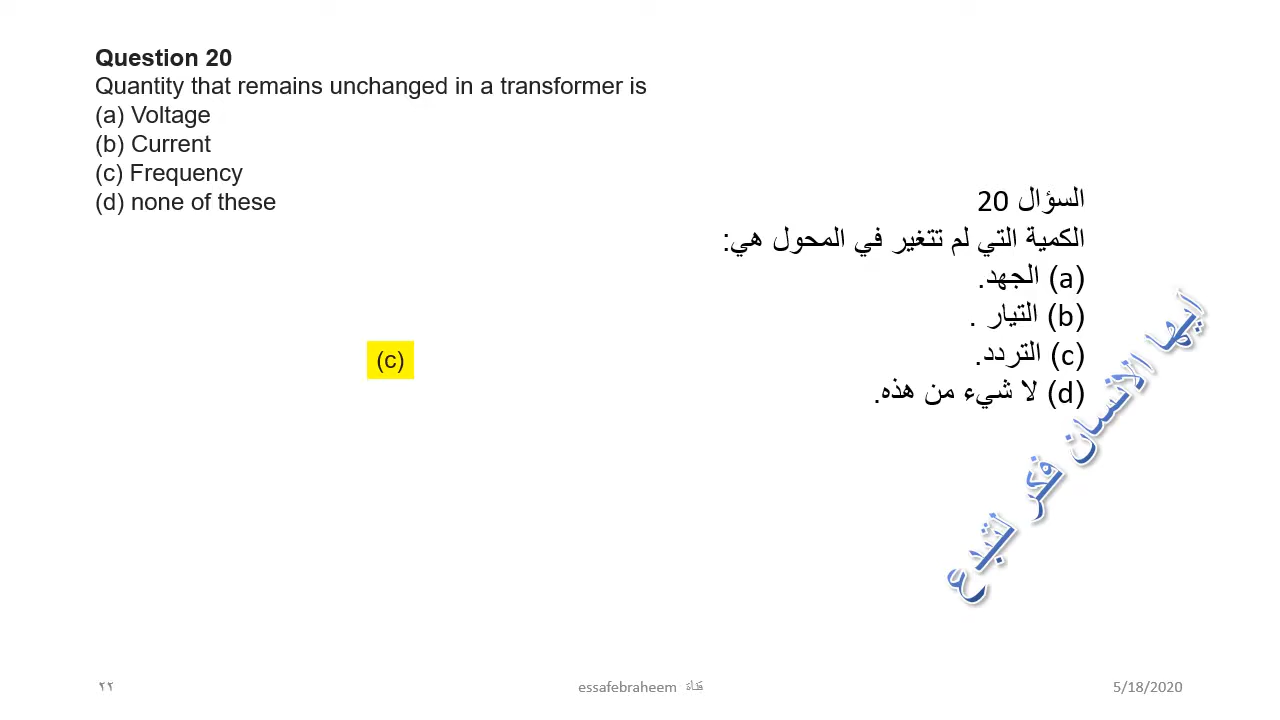 Question 20
Quantity that remains unchanged in a transformer is
(a) Voltage
(b) Current
(c) Frequency
(d) none of these
السؤال 20
الكمية التي لم تتغير في المحول هي:
(a) الجهد.
(b) التيار .
(c) التردد.
(d) لا شيء من هذه.
(c)
أيها الأنسان فكر لتبدع
٢٢
قناة essafebraheem
5/18/2020